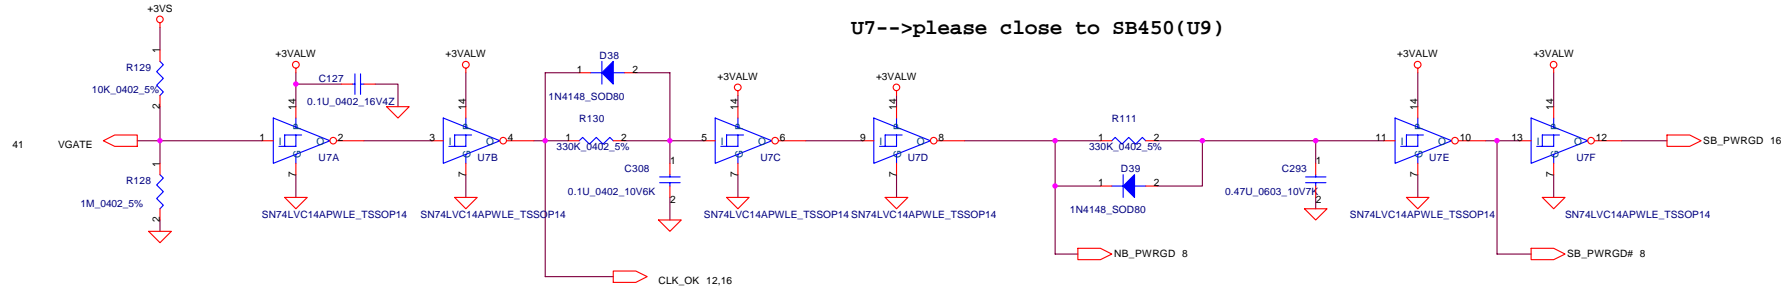 U7-->please close to SB450(U9)
+3VS
1
R129
10K_0402_5%
2
41 VGATE
R128
1M_0402_5%
1
2
+3VALW
14
C127
0.1U_0402_16V4Z
1
2
U7A
7
SN74LVC14APWLE_TSSOP14
+3VALW
14
3
4
U7B
7
SN74LVC14APWLE_TSSOP14
D38
1
2
1N4148_SOD80
R130
1
2
330K_0402_5%
C308
1
0.1U_0402_10V6K
2
CLK_OK 12,16
+3VALW
14
5
6
U7C
7
SN74LVC14APWLE_TSSOP14
+3VALW
14
9
8
U7D
7
SN74LVC14APWLE_TSSOP14
R111
1
2
330K_0402_5%
D39
1
2
1N4148_SOD80
NB_PWRGD 8
C293
1
0.47U_0603_10V7K
2
+3VALW
14
11
10
U7E
7
SN74LVC14APWLE_TSSOP14
+3VALW
14
13
12
U7F
7
SN74LVC14APWLE_TSSOP14
SB_PWRGD 16
SB_PWRGD# 8